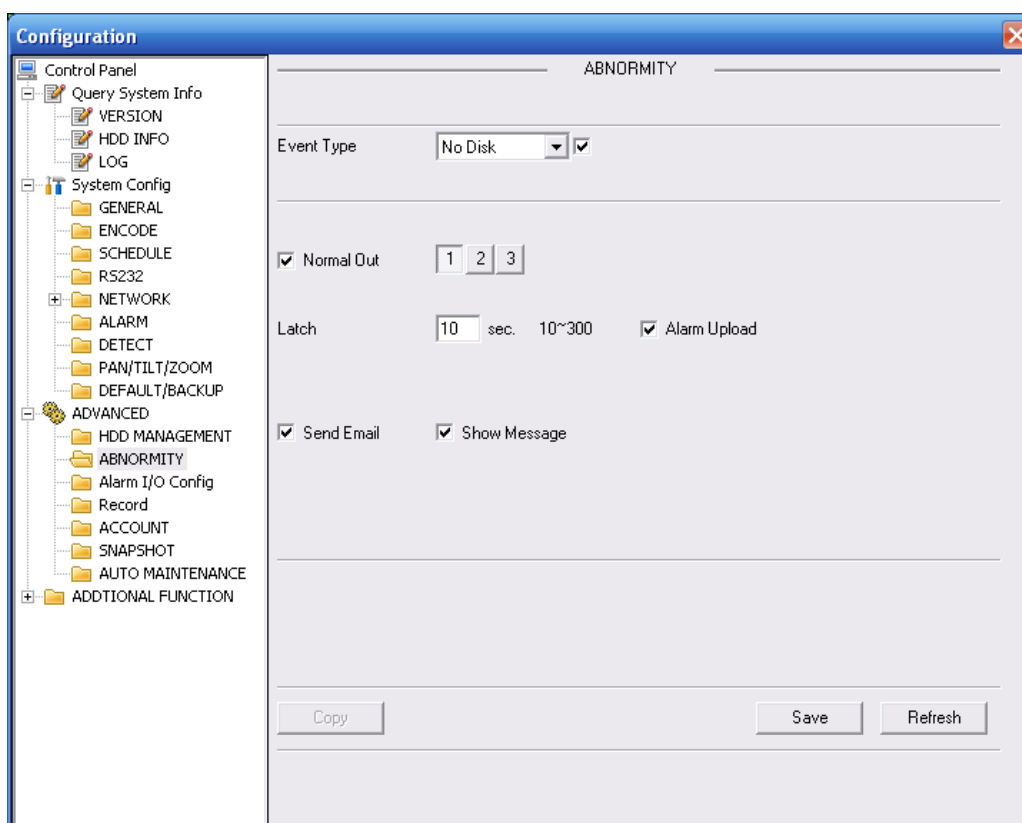 Configuration
Control Panel
Query System Info
VERSION
HDD INFO
LOG
System Config
GENERAL
ENCODE
SCHEDULE
RS232
NETWORK
ALARM
DETECT
PAN/TILT/ZOOM
DEFAULT/BACKUP
ADVANCED
HDD MANAGEMENT
ABNORMITY
Alarm I/O Config
Record
ACCOUNT
SNAPSHOT
AUTO MAINTENANCE
ADDTIONAL FUNCTION
ABNORMITY
Event Type No Disk
Normal Out 1 2 3
Latch 10 sec. 10~300 Alarm Upload
Send Email Show Message
Copy Save Refresh